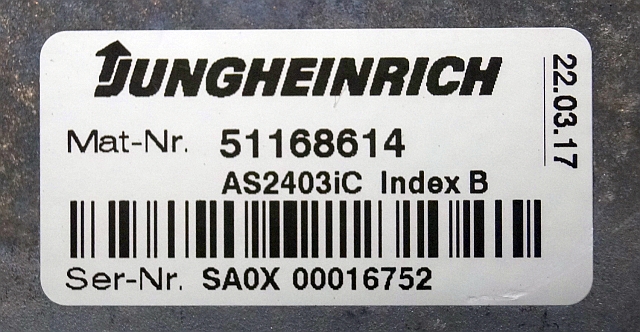 JUNGHEINRICH
22.03.17
Mat-Nr. 51168614
AS2403iC Index B
Ser-Nr. SA0X 00016752